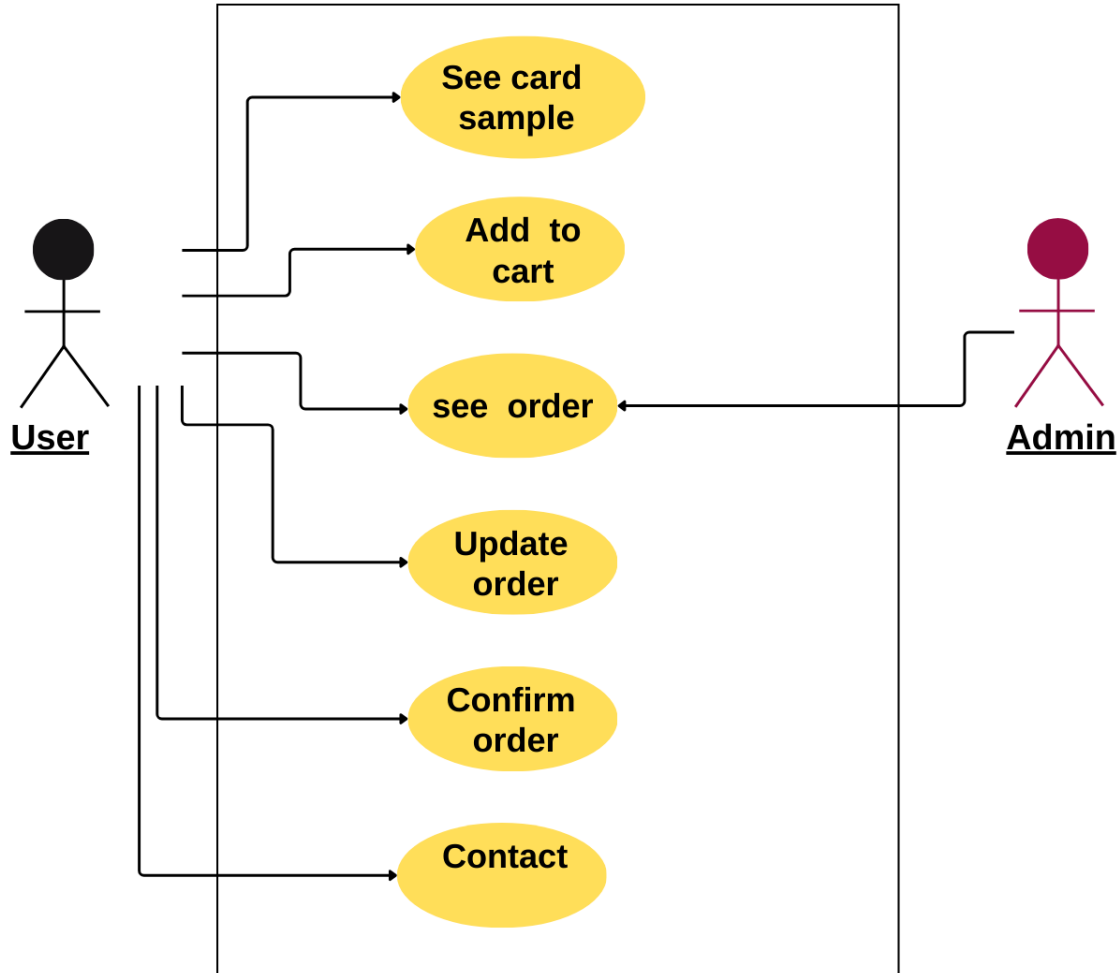 See card
sample
Add  to
cart
see  order
User
Admin
Update
order
Confirm
order
Contact